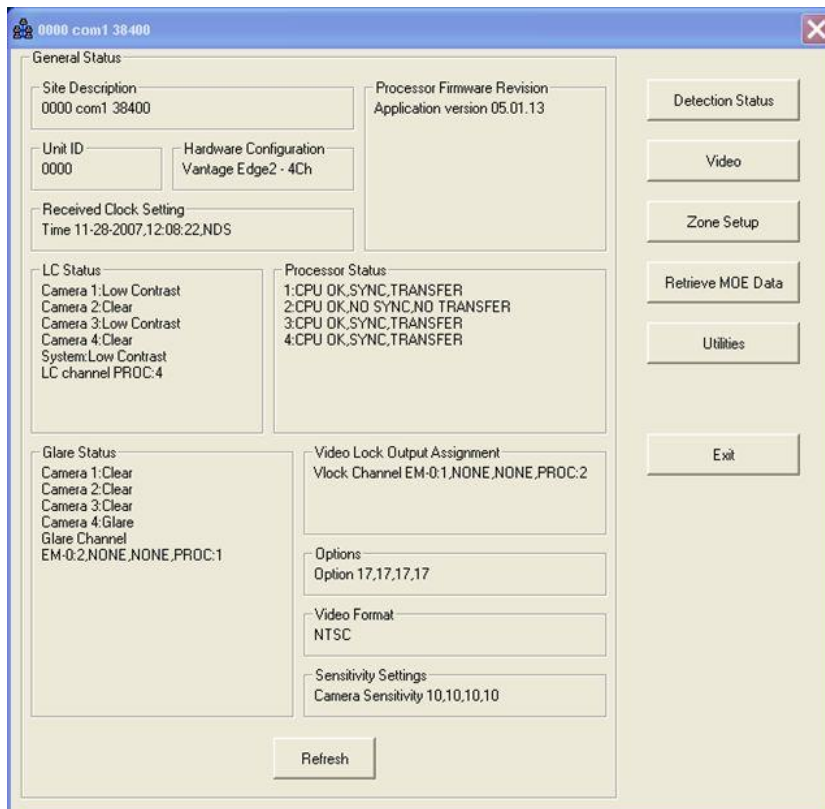 0000 com1 38400
General Status
Site Description
0000 com1 38400
Processor Firmware Revision
Application version 05.01.13
Unit ID
0000
Hardware Configuration
Vantage Edge2 - 4Ch
Received Clock Setting
Time 11-28-2007,12:08:22,NDS
LC Status
Camera 1:Low Contrast
Camera 2:Clear
Camera 3:Low Contrast
Camera 4:Clear
System:Low Contrast
LC channel PROC:4
Processor Status
1:CPU OK,SYNC,TRANSFER
2:CPU OK,NO SYNC,NO TRANSFER
3:CPU OK,SYNC,TRANSFER
4:CPU OK,SYNC,TRANSFER
Glare Status
Camera 1:Clear
Camera 2:Clear
Camera 3:Clear
Camera 4:Glare
Glare Channel
EM-0:2,NONE,NONE,PROC:1
Video Lock Output Assignment
Vlock Channel EM-0:1,NONE,NONE,PROC:2
Options
Option 17,17,17,17
Video Format
NTSC
Sensitivity Settings
Camera Sensitivity 10,10,10,10
Refresh
Detection Status
Video
Zone Setup
Retrieve MOE Data
Utilities
Exit